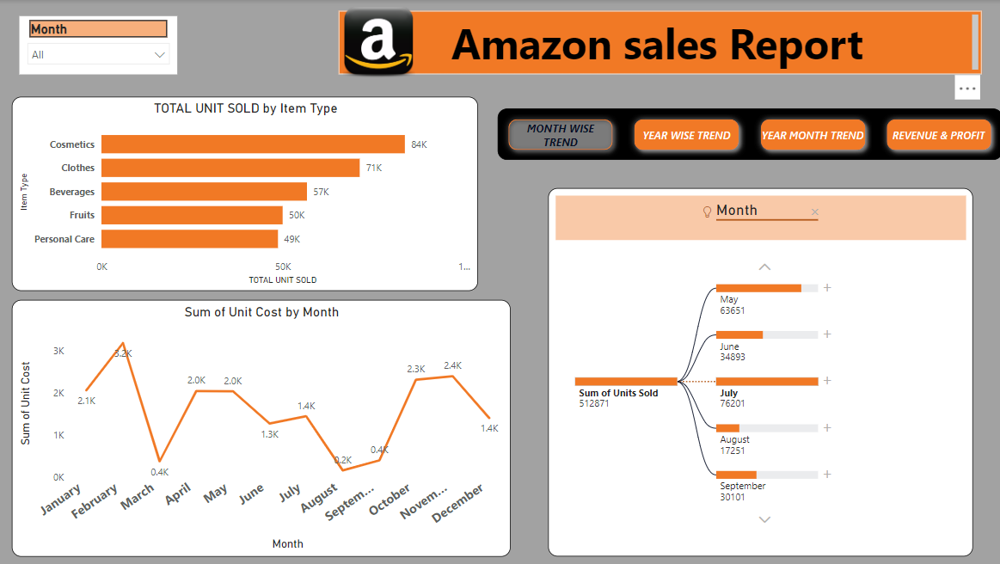 Month
All
a
Amazon sales Report
...
TOTAL UNIT SOLD by Item Type
Item Type
Cosmetics
84K
Clothes
71K
Beverages
57K
Fruits
50K
Personal Care
49K
0K
50K
1...
TOTAL UNIT SOLD
MONTH WISE
TREND
YEAR WISE TREND
YEAR MONTH TREND
REVENUE & PROFIT
Sum of Unit Cost by Month
Sum of Unit Cost
3K
2K
1K
0K
2.1K
3.2K
0.4K
2.0K
2.0K
1.3K
1.4K
0.2K
0.4K
2.3K
2.4K
1.4K
January
February
March
April
May
June
July
August
Septem...
October
Novem...
December
Month
Month
Sum of Units Sold
512871
May
63651
June
34893
July
76201
August
17251
September
30101